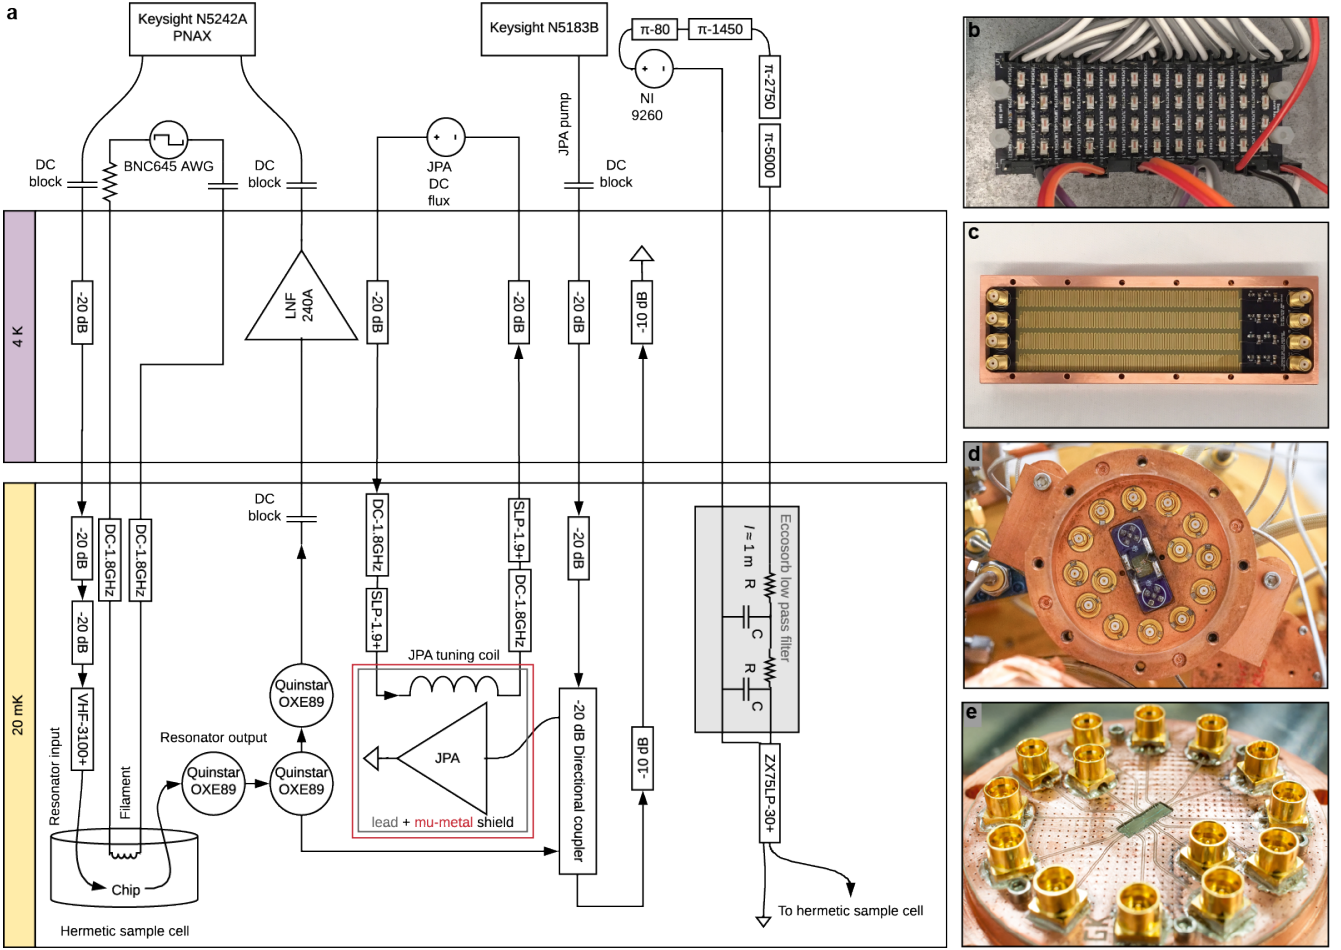 a
Keysight N5242A
PNAX
Keysight N5183B
π-80
π-1450
π-2750
π-5000
NI
9260
DC
block
BNC645 AWG
DC
block
JPA
DC
flux
JPA pump
DC
block
4 K
-20 dB
LNF
240A
-20 dB
-20 dB
-20 dB
-10 dB
20 mK
-20 dB
-20 dB
VHF-3100+
DC-1.8GHz
DC-1.8GHz
DC
block
DC-1.8GHz
SLP-1.9+
SLP-1.9+
DC-1.8GHz
-20 dB
Eccosorb low pass filter
l ≈ 1 m
R
C
R
C
JPA tuning coil
Quinstar
OXE89
Resonator output
Quinstar
OXE89
Quinstar
OXE89
JPA
lead + mu-metal shield
-20 dB Directional coupler
-10 dB
ZX75LP-30+
Resonator input
Filament
Chip
Hermetic sample cell
To hermetic sample cell
b
c
d
e